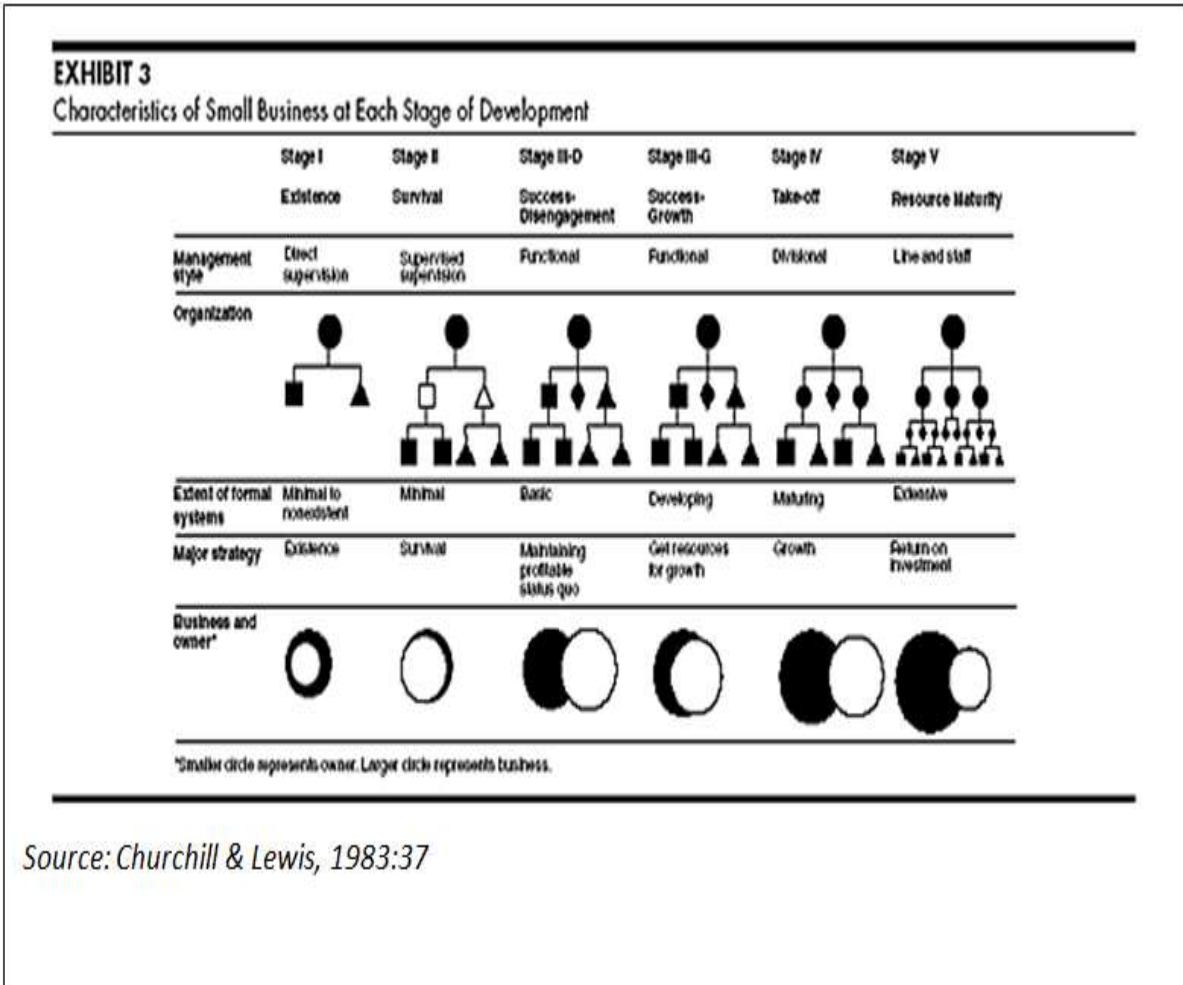 EXHIBIT 3
Characteristics of Small Business at Each Stage of Development
Stage I Stage II Stage III-D Stage III-G Stage IV Stage V
Existence Survival Success- Success- Take-off Resource Maturity
Disengagement Growth
Management Direct Supervised Functional Functional Divisional Line and staff
style supervision supervision
Organization
Extent of formal Minimal to Minimal Basic Developing Maturing Extensive
systems nonexistent
Major strategy Existence Survival Maintaining Get resources Growth Return on
profitable for growth investment
status quo
Business and
owner*
*Smaller circle represents owner. Larger circle represents business.
Source: Churchill & Lewis, 1983:37